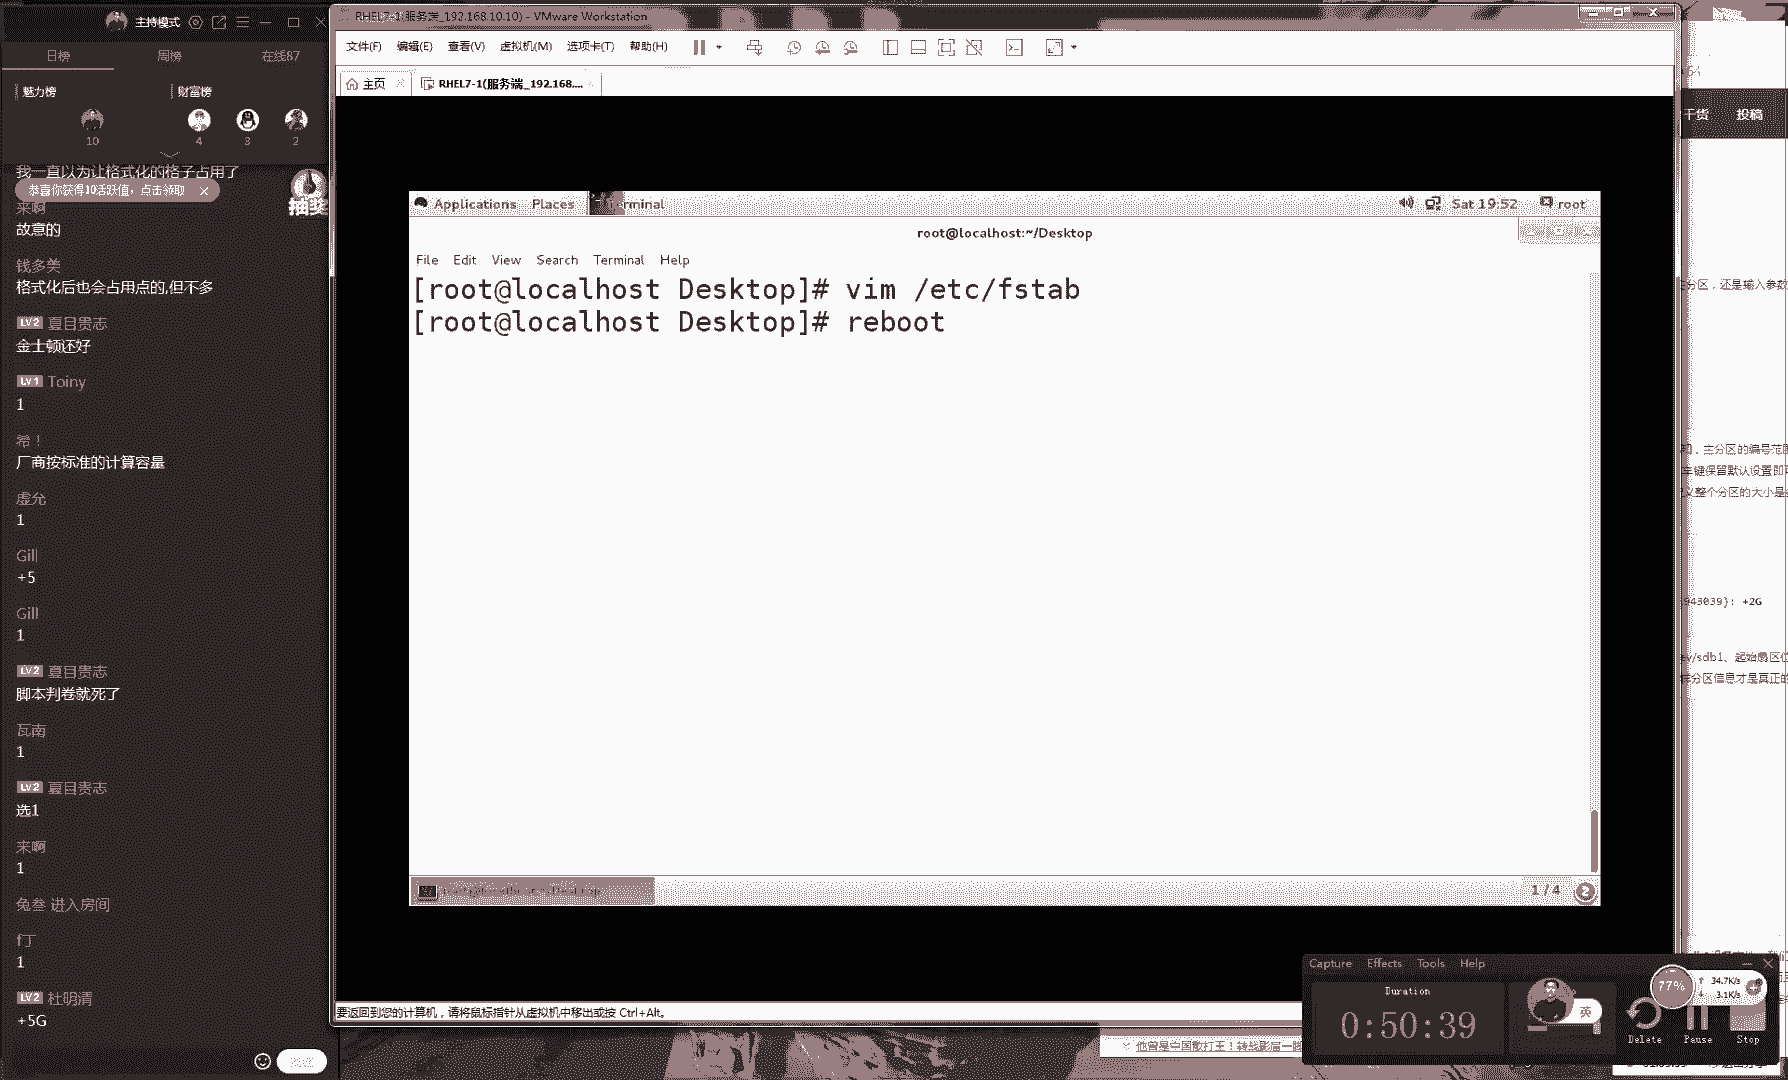 主持模式
日榜 周榜 在线87
魅力榜 财富榜
10 4 3 2
我一直以为让格式化的格子占用了
恭喜你获得10活跃值，点击领取
抽奖
来啊
故意的
钱多美
格式化后也会占用点的,但不多
LV2 夏目贵志
金士顿还好
LV1 Toiny
1
希！
厂商按标准的计算容量
虚允
1
Gill
+5
Gill
1
LV2 夏目贵志
脚本判卷就死了
瓦南
1
LV2 夏目贵志
选1
来啊
1
兔叁 进入房间
f丁
1
LV2 杜明清
+5G
RHEL7-1(服务端_192.168.10.10) - VMware Workstation
文件(F) 编辑(E) 查看(V) 虚拟机(M) 选项卡(T) 帮助(H)
主页 RHEL7-1(服务端_192.168....
Applications Places Terminal Sat 19:52 root
root@localhost:~/Desktop
File Edit View Search Terminal Help
[root@localhost Desktop]# vim /etc/fstab
[root@localhost Desktop]# reboot
1 / 4 2
要返回到您的计算机，请将鼠标指针从虚拟机中移出或按 Ctrl+Alt。
干货 投稿
分区，还是输入参数
，主分区的编号范围
键保留默认设置即可
义整个分区的大小是
943039}: +2G
ev/sdb1、起始扇区位
分区信息才是真正的
Capture Effects Tools Help
Duration
0:50:39
77% 34.7K/s
3.1K/s
英
Delete Pause Stop